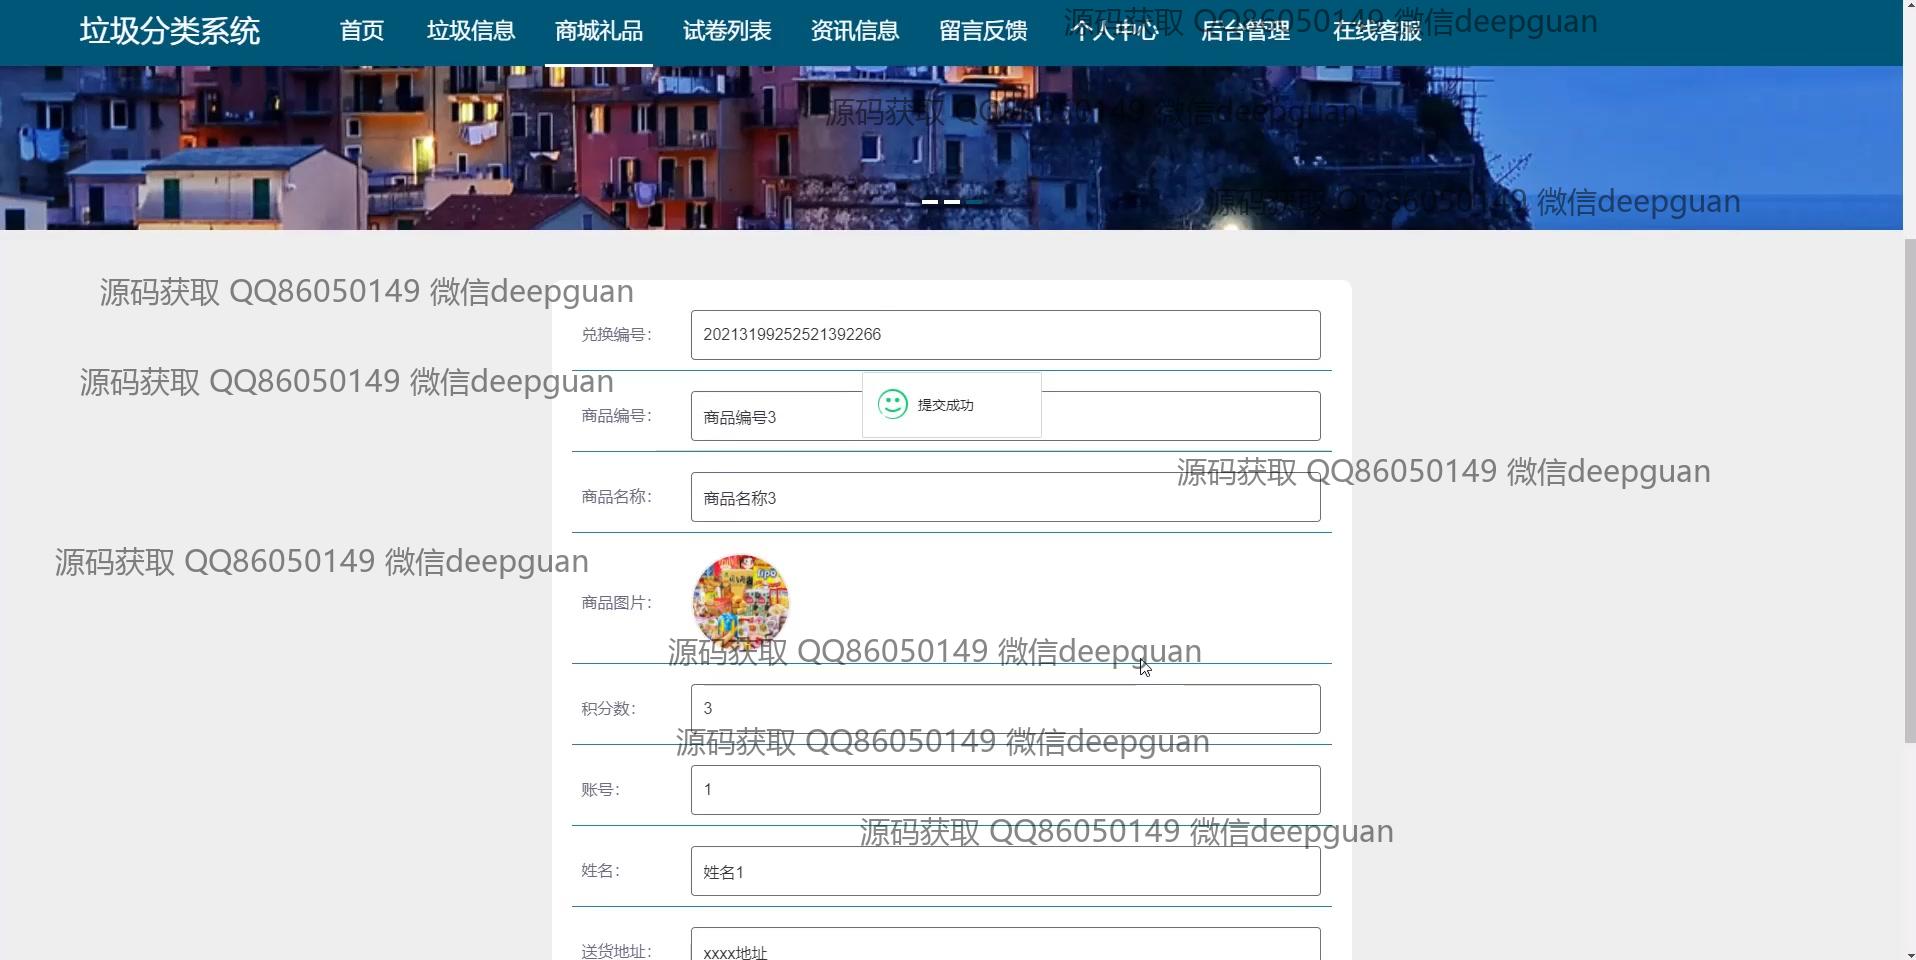 垃圾分类系统 首页 垃圾信息 商城礼品 试卷列表 资讯信息 留言反馈 个人中心 后台管理 在线客服
源码获取 QQ86050149 微信deepguan
源码获取 QQ86050149 微信deepguan
源码获取 QQ86050149 微信deepguan
源码获取 QQ86050149 微信deepguan
兑换编号： 20213199252521392266
源码获取 QQ86050149 微信deepguan
提交成功
商品编号： 商品编号3
源码获取 QQ86050149 微信deepguan
商品名称： 商品名称3
源码获取 QQ86050149 微信deepguan
商品图片：
源码获取 QQ86050149 微信deepguan
积分数： 3
源码获取 QQ86050149 微信deepguan
账号： 1
源码获取 QQ86050149 微信deepguan
姓名： 姓名1
送货地址： xxxx地址